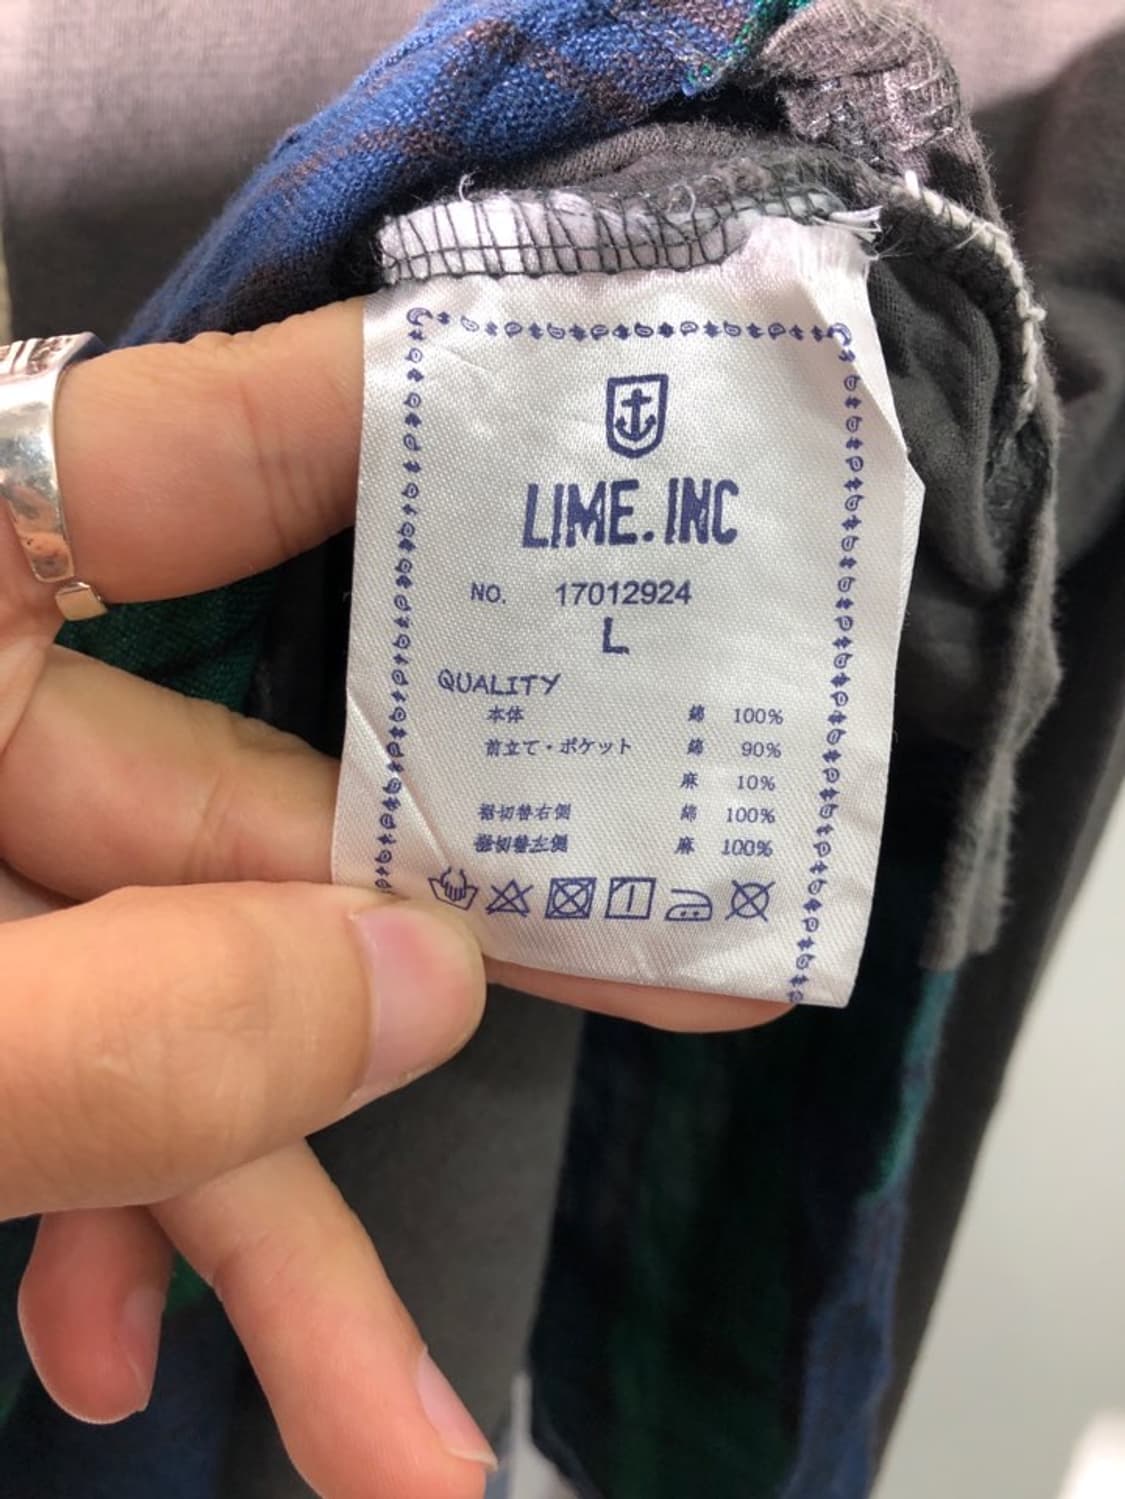 LIME.INC
NO. 17012924
L
QUALITY
本体 綿 100%
前立て・ポケット 綿 90%
麻 10%
裾切替右側 綿 100%
裾切替左側 麻 100%